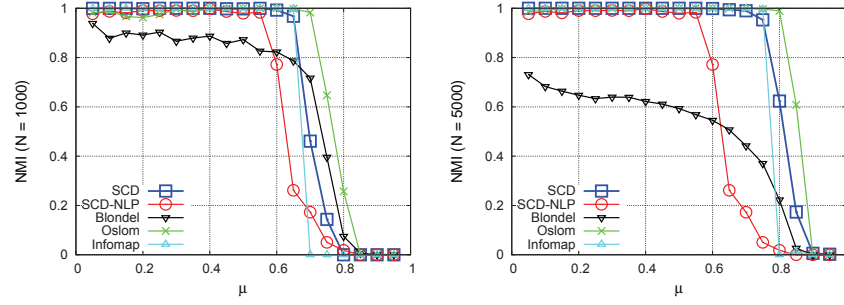 NMI (N = 1000)
1
0.8
0.6
0.4
0.2
0
0
0.2
0.4
0.6
0.8
1
μ
SCD
SCD-NLP
Blondel
Oslom
Infomap
NMI (N = 5000)
1
0.8
0.6
0.4
0.2
0
0
0.2
0.4
0.6
0.8
μ
SCD
SCD-NLP
Blondel
Oslom
Infomap